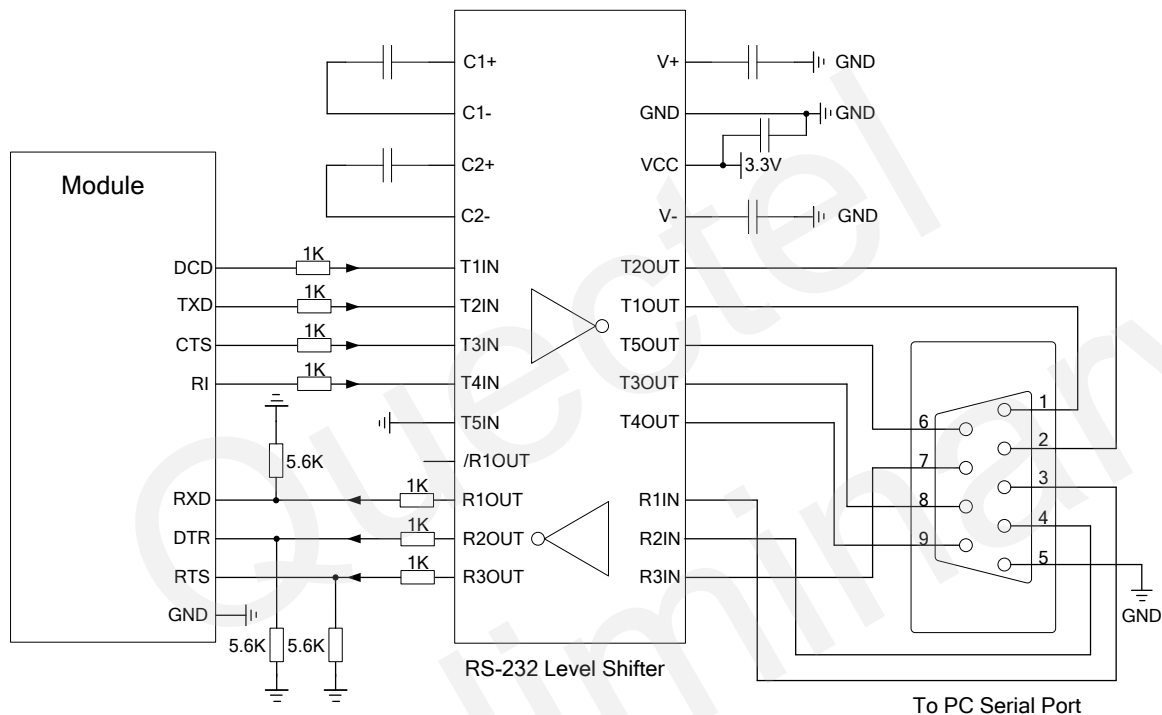 C1+
V+
GND
C1-
GND
GND
C2+
VCC
3.3V
Module
C2-
V-
GND
DCD
1K
T1IN
T2OUT
TXD
1K
T2IN
T1OUT
CTS
1K
T3IN
T5OUT
RI
1K
T4IN
T3OUT
T5IN
T4OUT
5.6K
/R1OUT
RXD
1K
R1OUT
R1IN
DTR
1K
R2OUT
R2IN
RTS
1K
R3OUT
R3IN
GND
5.6K
5.6K
1
6
2
7
3
8
4
9
5
GND
RS-232 Level Shifter
To PC Serial Port
Quectel